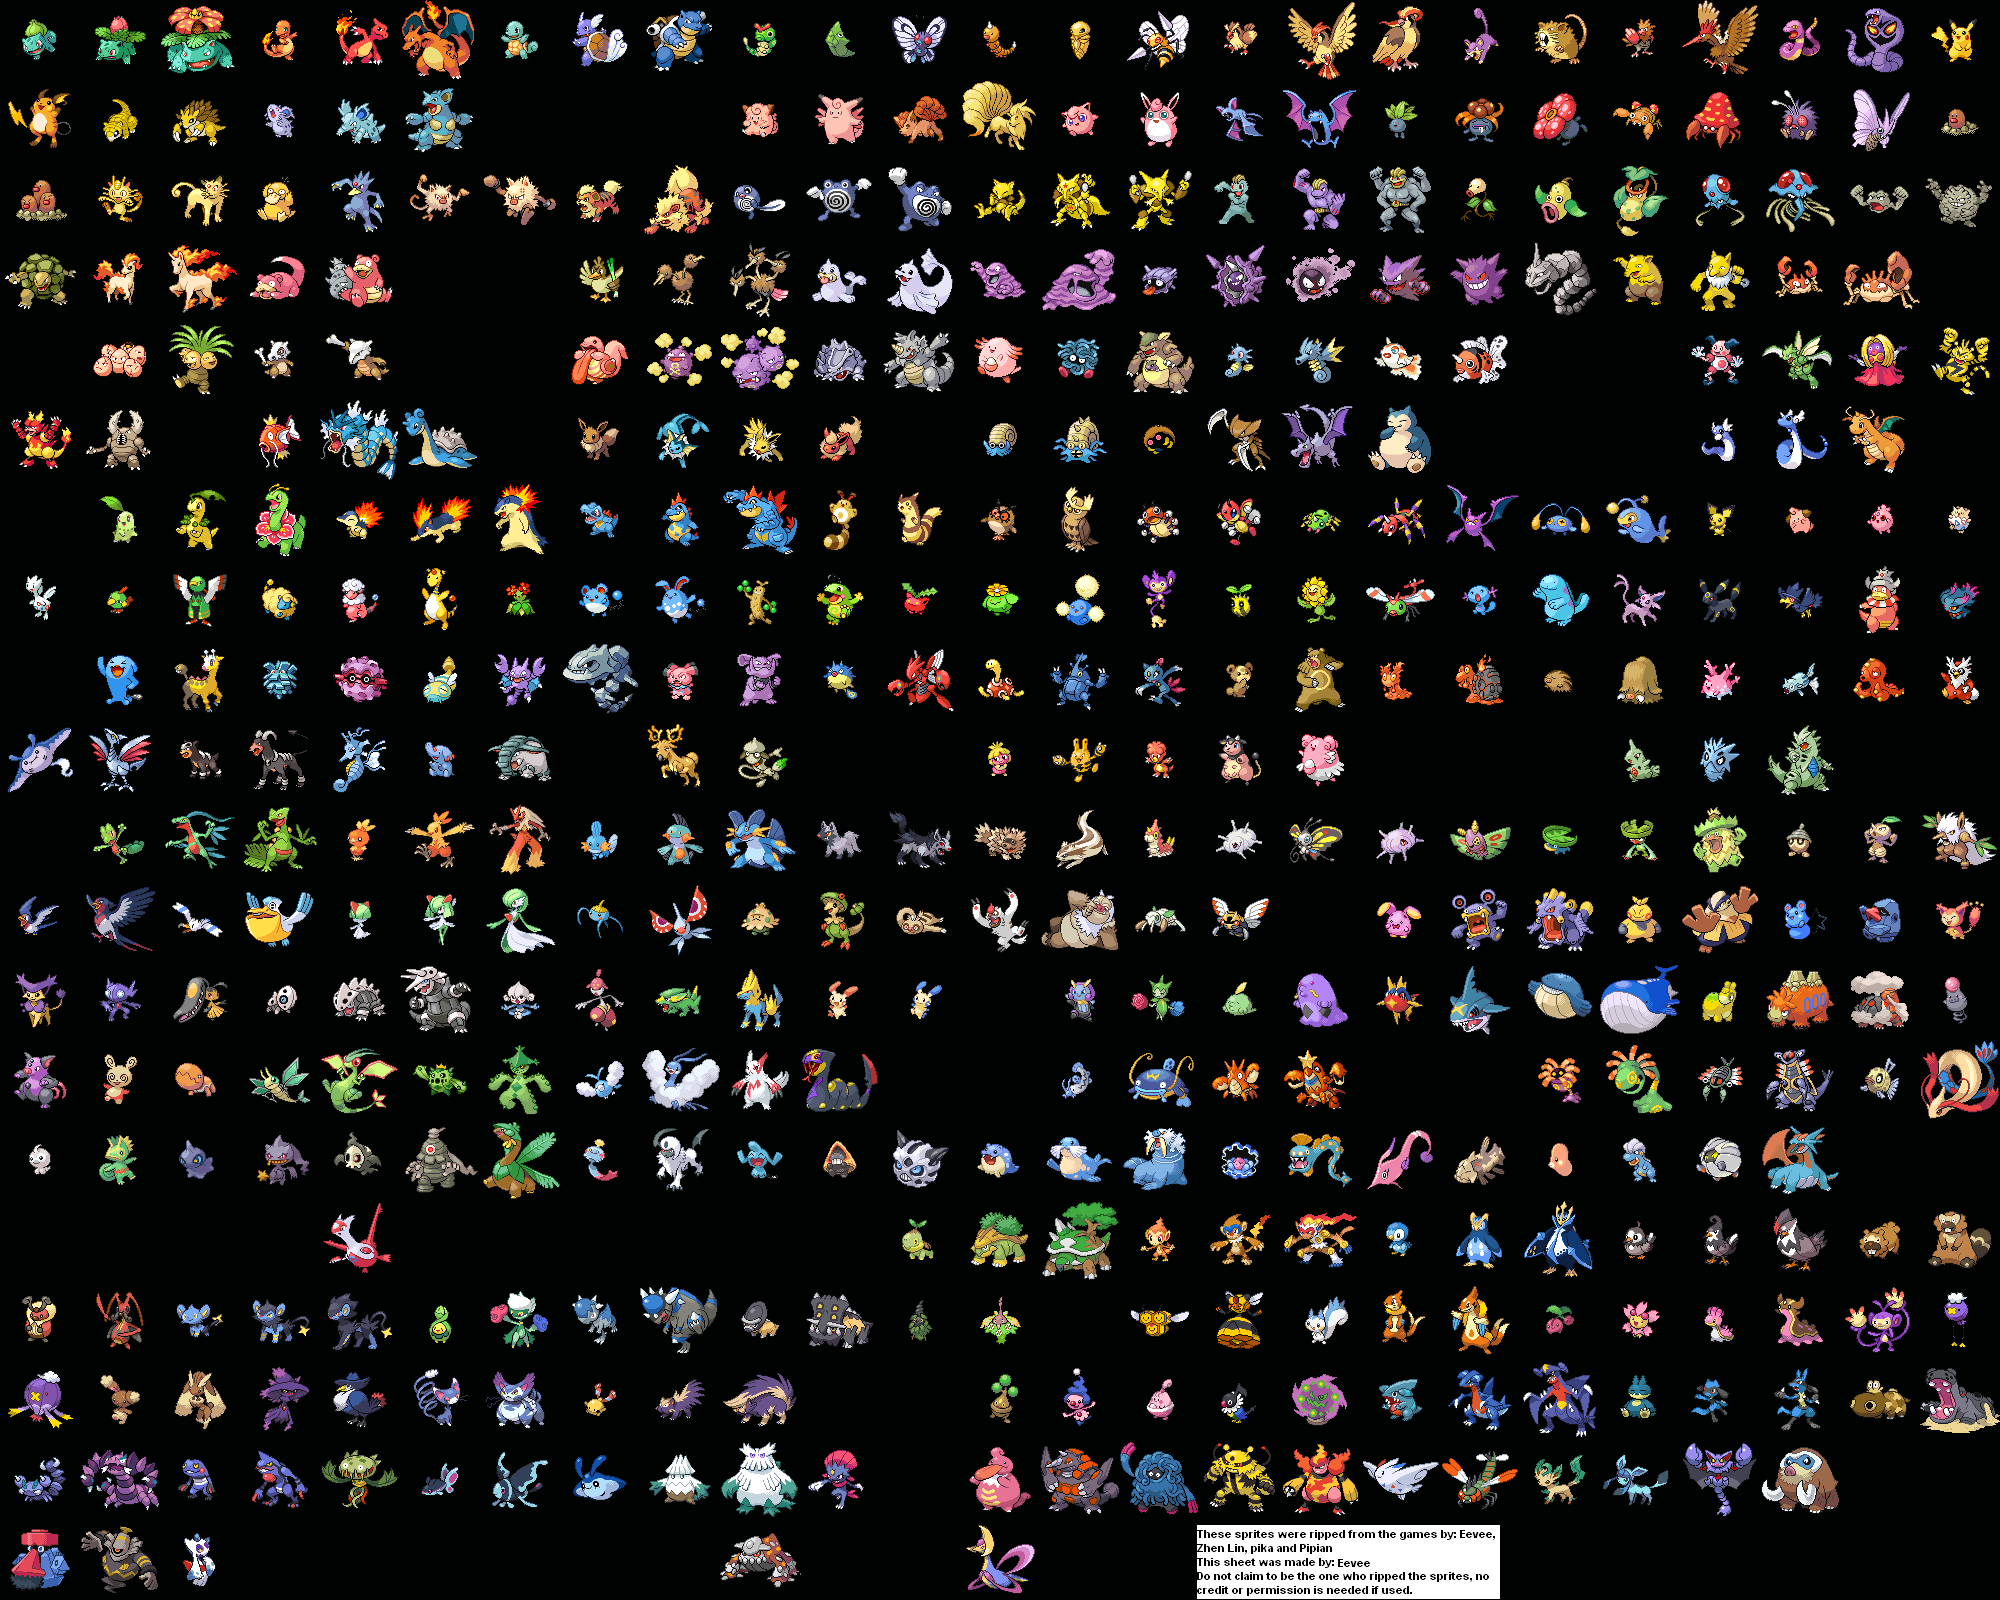 These sprites were ripped from the games by: Eevee,
Zhen Lin, pika and Pipian
This sheet was made by: Eevee
Do not claim to be the one who ripped the sprites, no
credit or permission is needed if used.